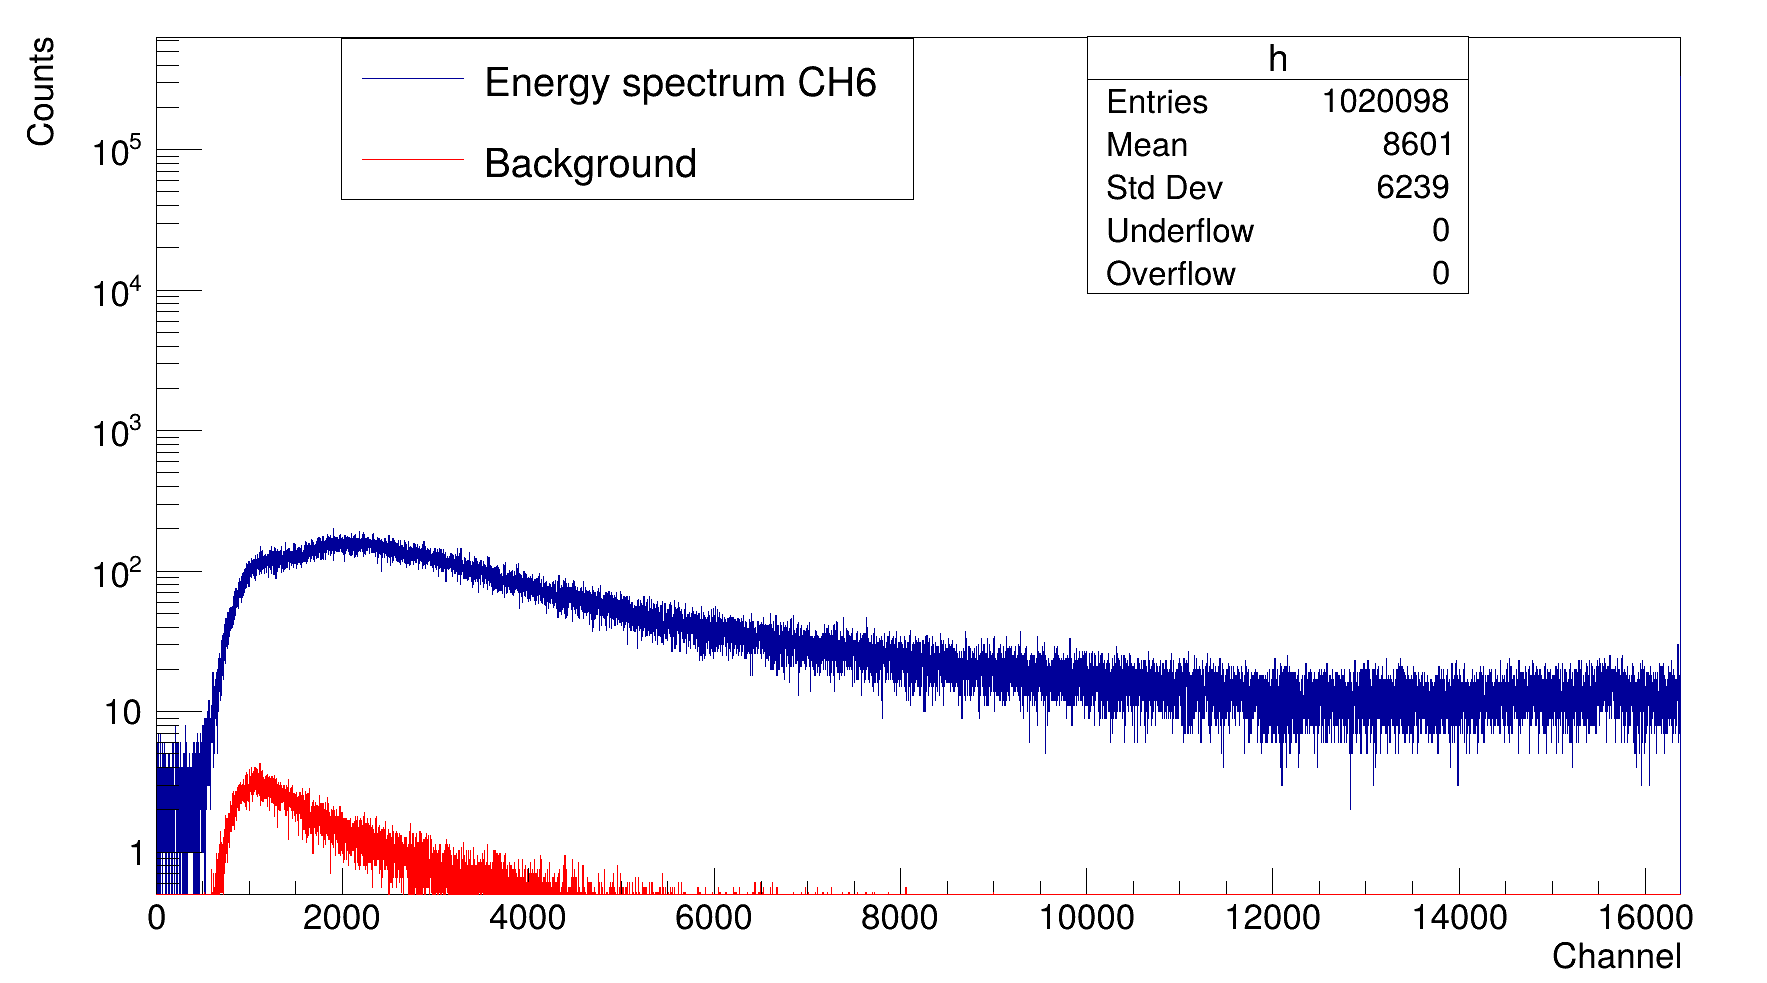 Counts
Energy spectrum CH6
Background
h
Entries 1020098
Mean 8601
Std Dev 6239
Underflow 0
Overflow 0
10^5
10^4
10^3
10^2
10
1
0 2000 4000 6000 8000 10000 12000 14000 16000
Channel